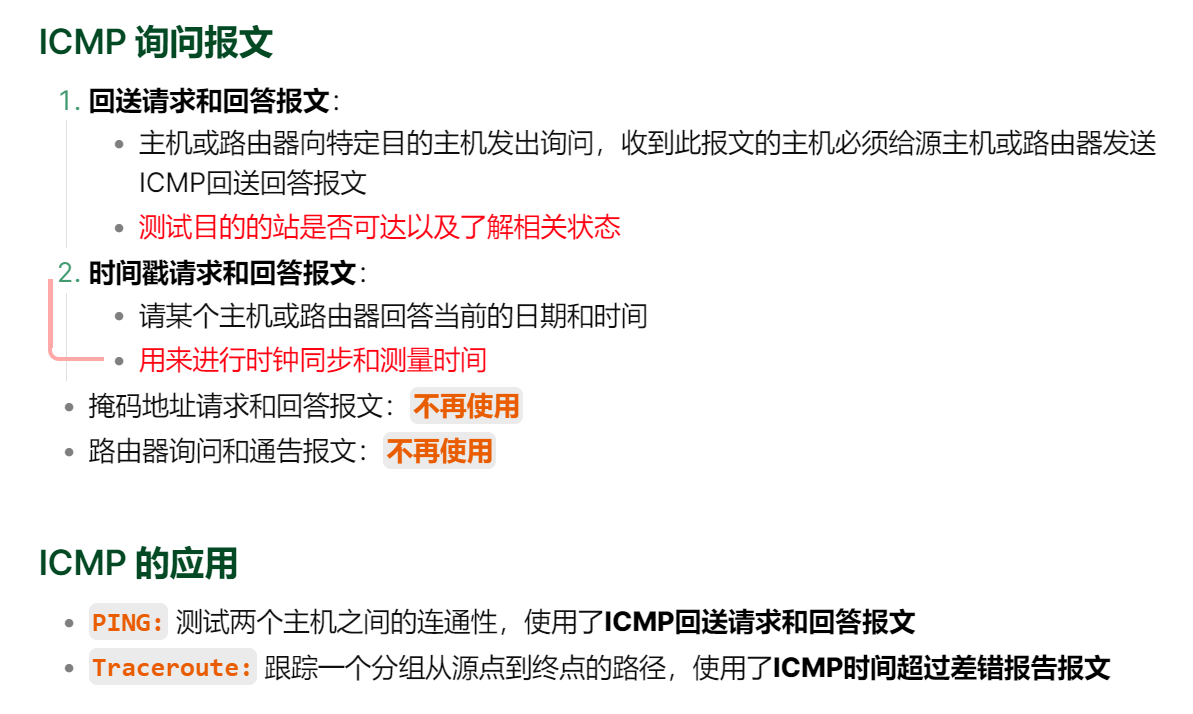 ICMP 询问报文
1. 回送请求和回答报文：
主机或路由器向特定目的主机发出询问，收到此报文的主机必须给源主机或路由器发送
ICMP回送回答报文
测试目的的站是否可达以及了解相关状态
2. 时间戳请求和回答报文：
请某个主机或路由器回答当前的日期和时间
用来进行时钟同步和测量时间
掩码地址请求和回答报文：不再使用
路由器询问和通告报文：不再使用
ICMP 的应用
PING: 测试两个主机之间的连通性，使用了ICMP回送请求和回答报文
Traceroute: 跟踪一个分组从源点到终点的路径，使用了ICMP时间超过差错报告报文